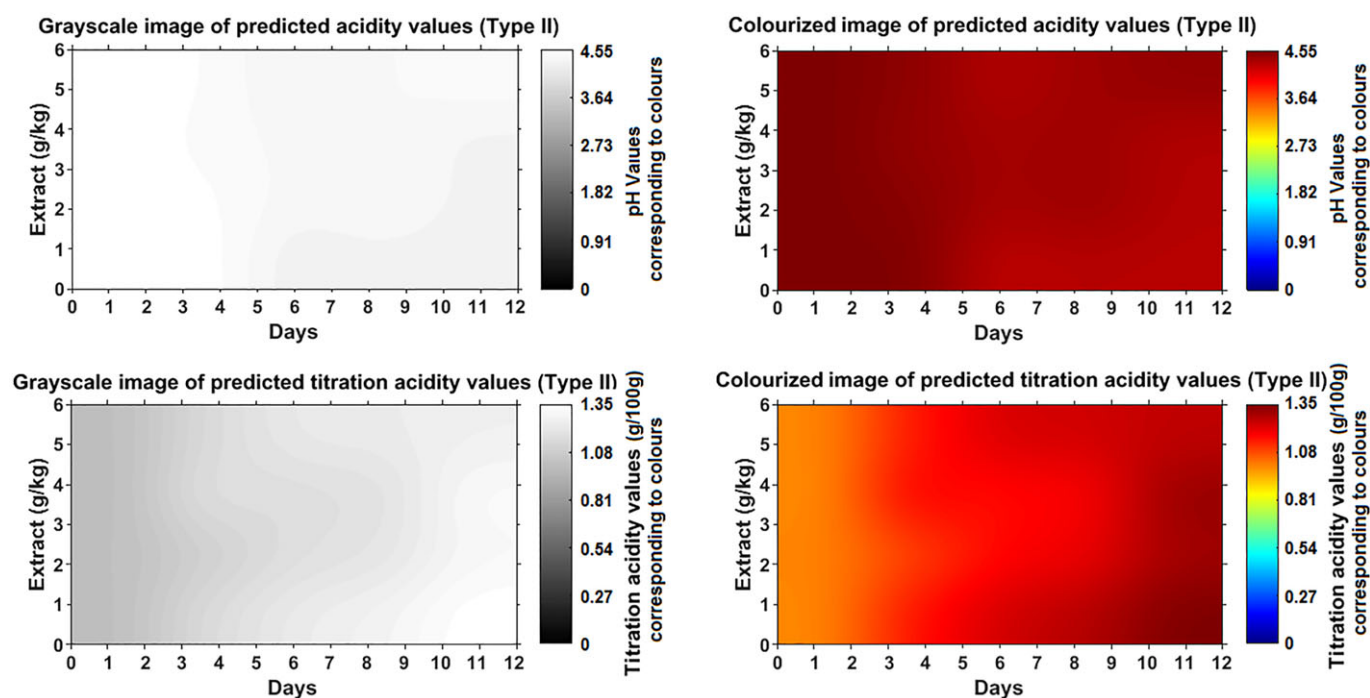 Grayscale image of predicted acidity values (Type II)
6
5
4
3
2
1
0
Extract (g/kg)
0 1 2 3 4 5 6 7 8 9 10 11 12
Days
4.55
3.64
2.73
1.82
0.91
0
pH Values
corresponding to colours
Colourized image of predicted acidity values (Type II)
6
5
4
3
2
1
0
Extract (g/kg)
0 1 2 3 4 5 6 7 8 9 10 11 12
Days
4.55
3.64
2.73
1.82
0.91
0
pH Values
corresponding to colours
Grayscale image of predicted titration acidity values (Type II)
6
5
4
3
2
1
0
Extract (g/kg)
0 1 2 3 4 5 6 7 8 9 10 11 12
Days
1.35
1.08
0.81
0.54
0.27
0
Titration acidity values (g/100g)
corresponding to colours
Colourized image of predicted titration acidity values (Type II)
6
5
4
3
2
1
0
Extract (g/kg)
0 1 2 3 4 5 6 7 8 9 10 11 12
Days
1.35
1.08
0.81
0.54
0.27
0
Titration acidity values (g/100g)
corresponding to colours